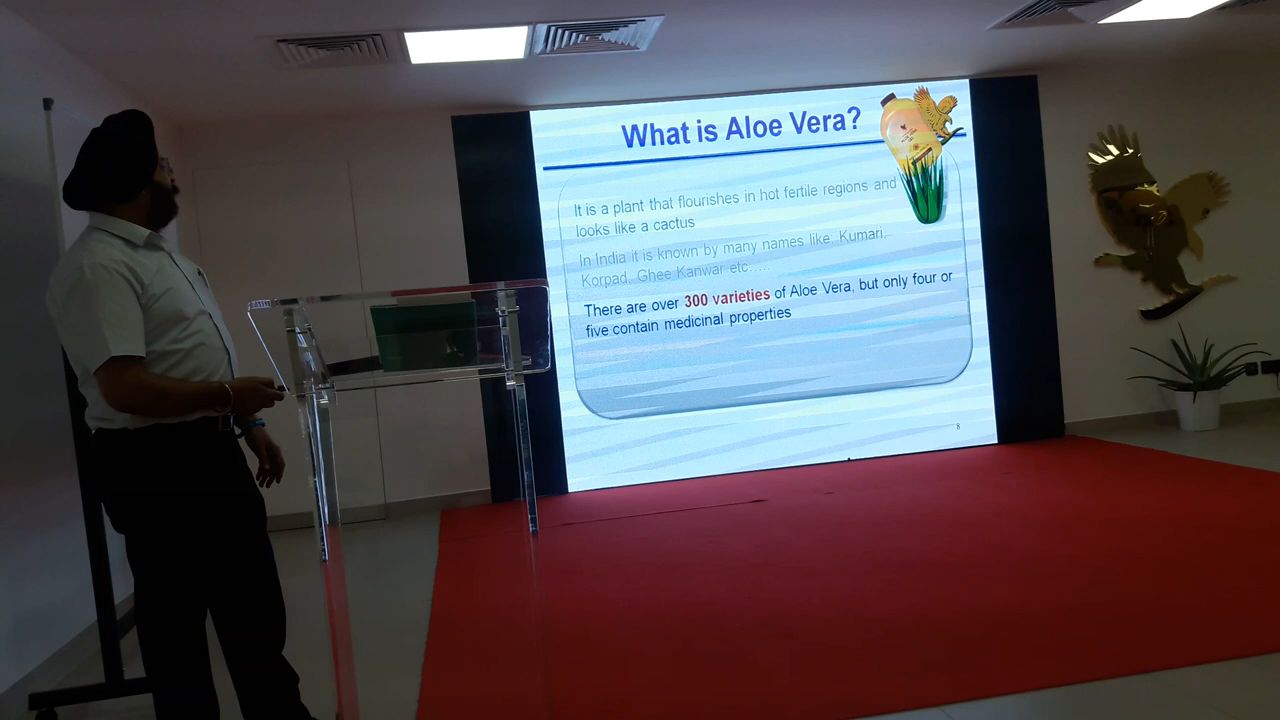 What is Aloe Vera?
It is a plant that flourishes in hot fertile regions and
looks like a cactus
In India it is known by many names like. Kumari,
Korpad, Ghee Kanwar etc.....
There are over 300 varieties of Aloe Vera, but only four or
five contain medicinal properties
8